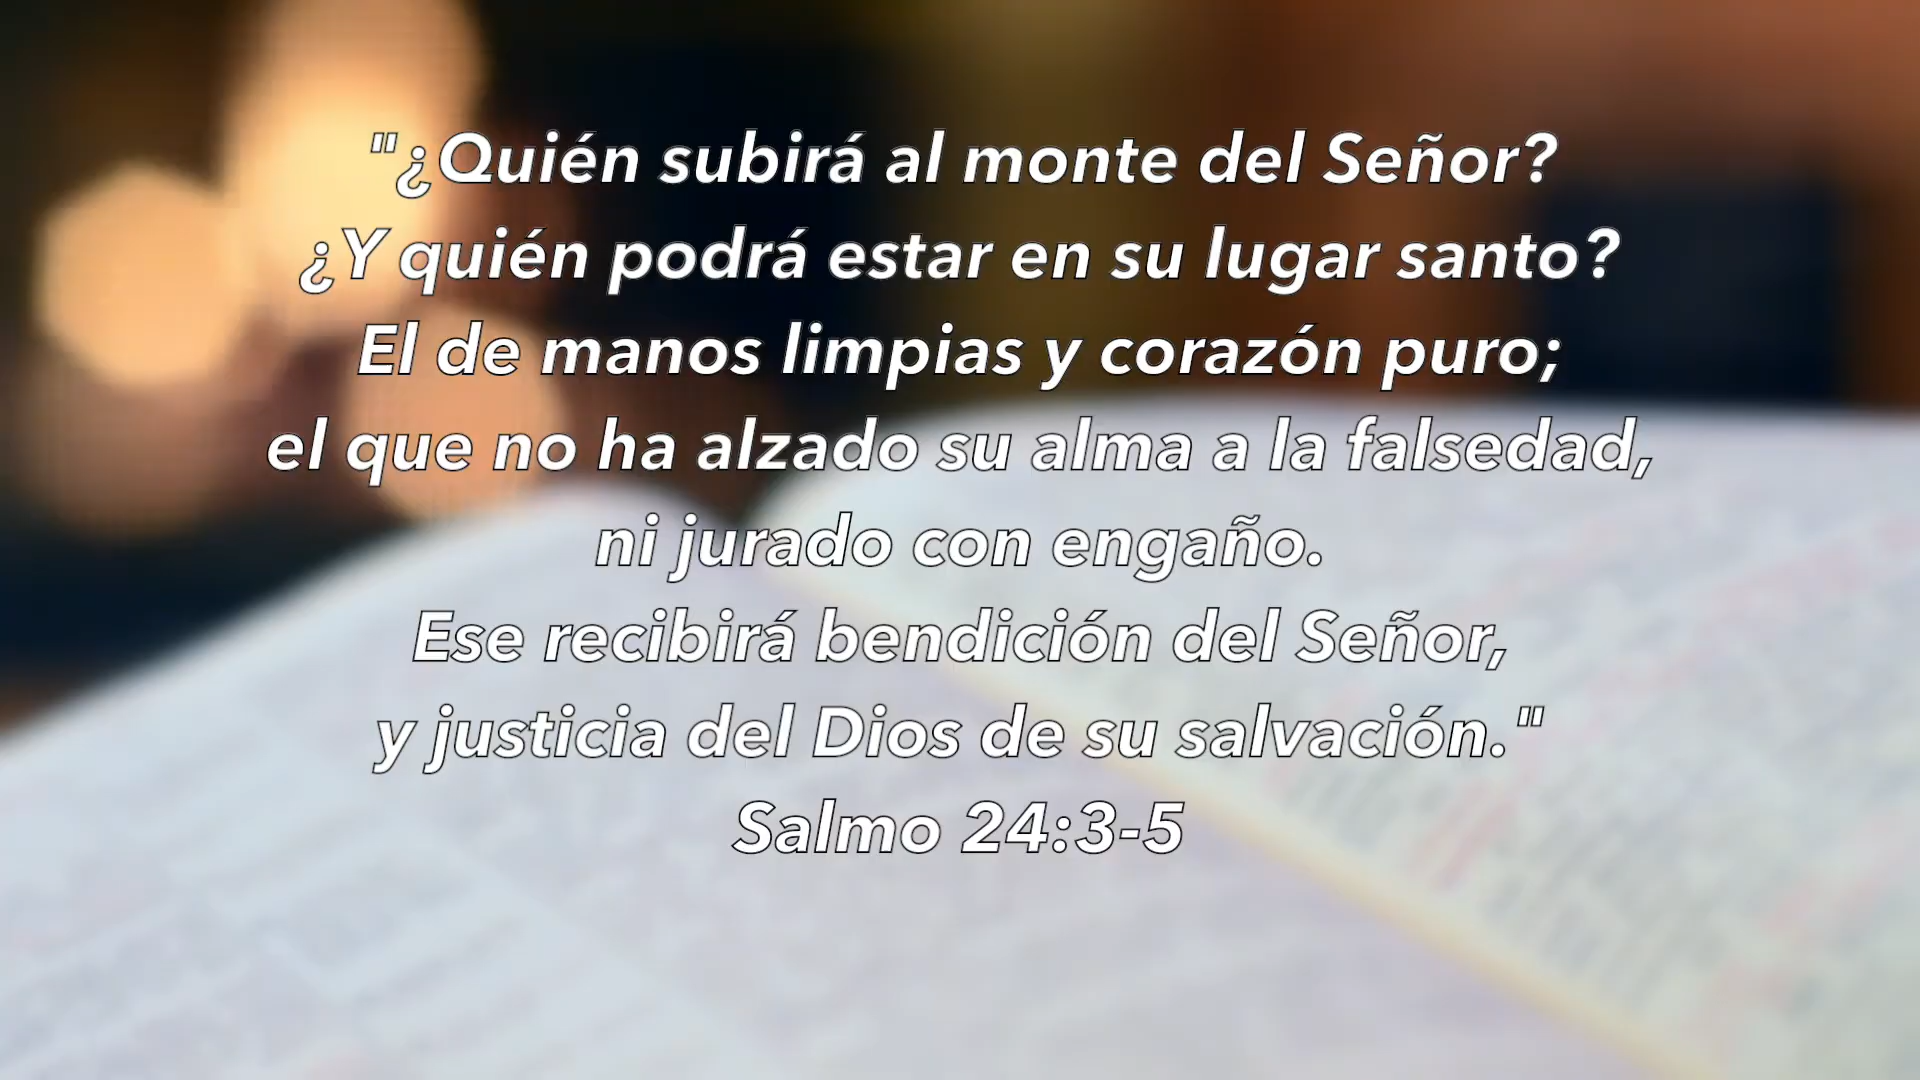 "¿Quién subirá al monte del Señor?
¿Y quién podrá estar en su lugar santo?
El de manos limpias y corazón puro;
el que no ha alzado su alma a la falsedad,
ni jurado con engaño.
Ese recibirá bendición del Señor,
y justicia del Dios de su salvación."
Salmo 24:3-5